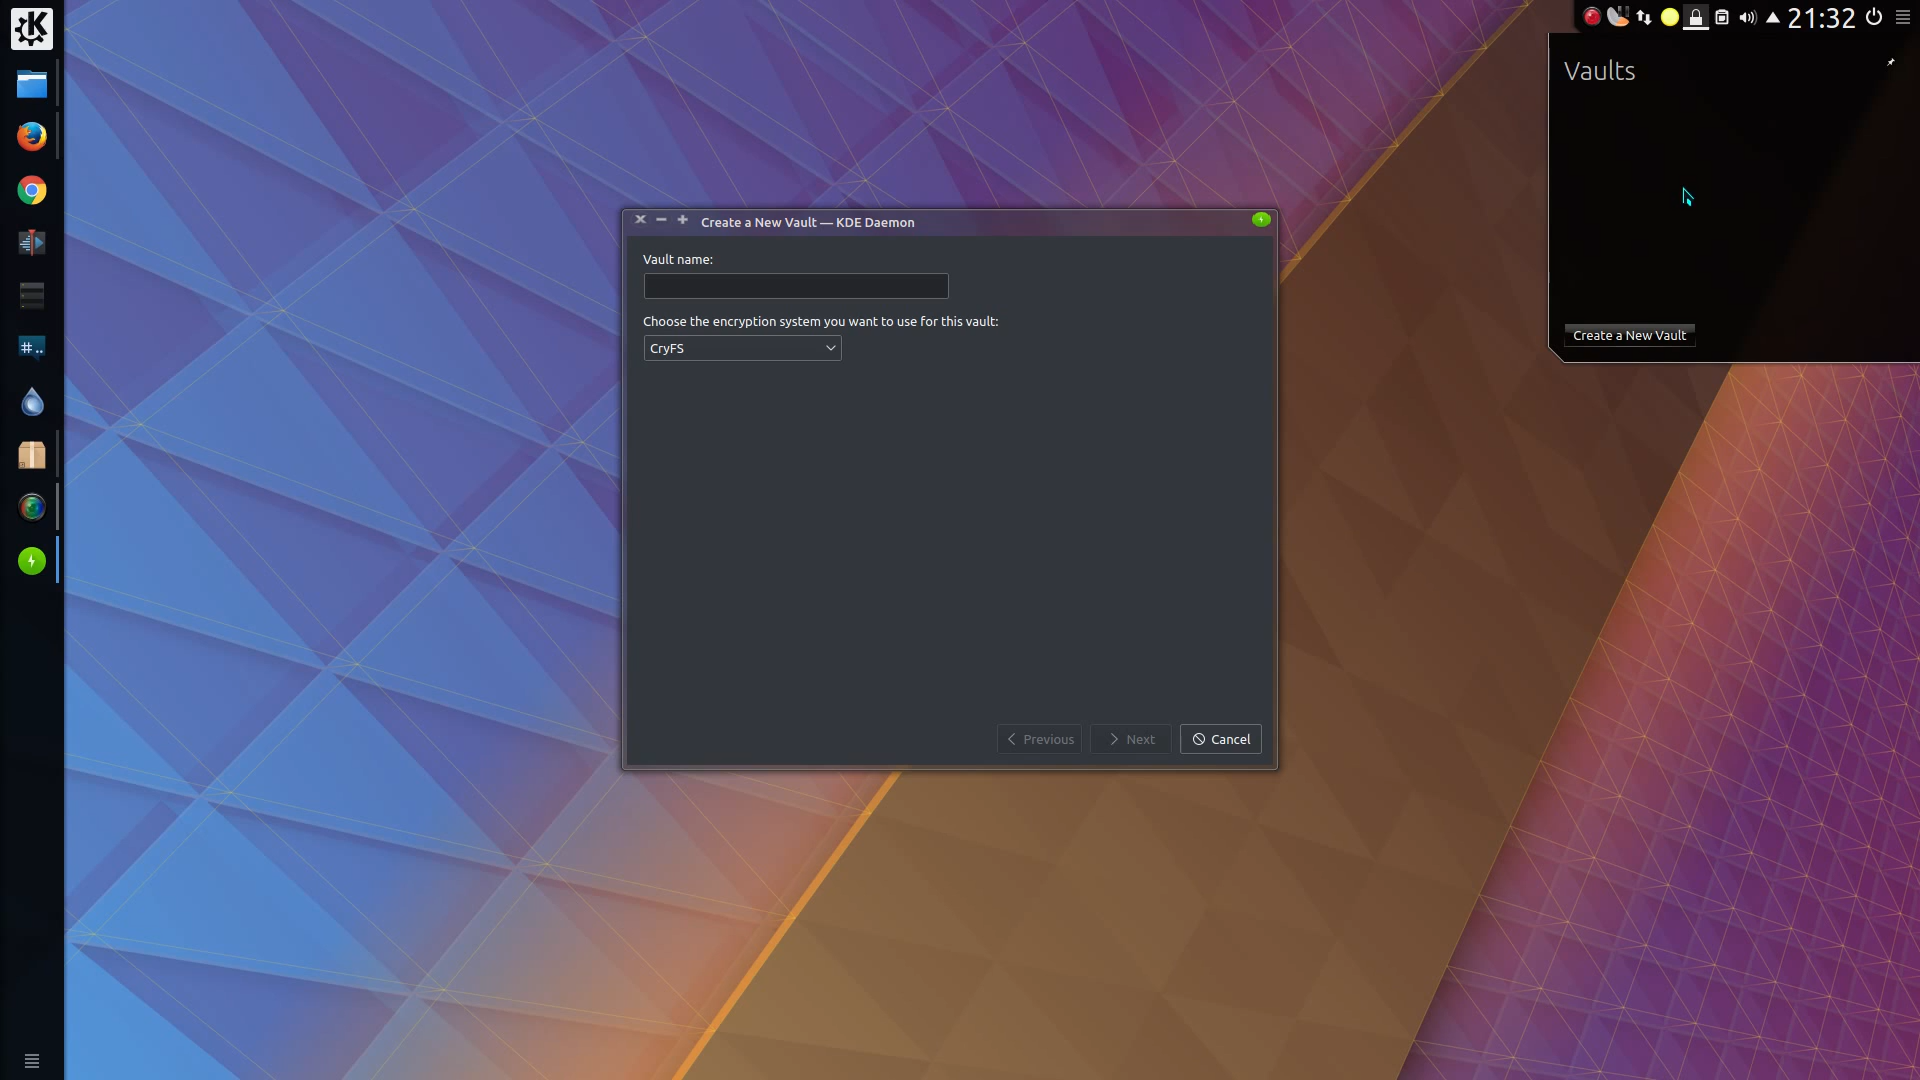 21:32
Vaults
Create a New Vault
Create a New Vault — KDE Daemon
Vault name:
Choose the encryption system you want to use for this vault:
CryFS
Previous
Next
Cancel